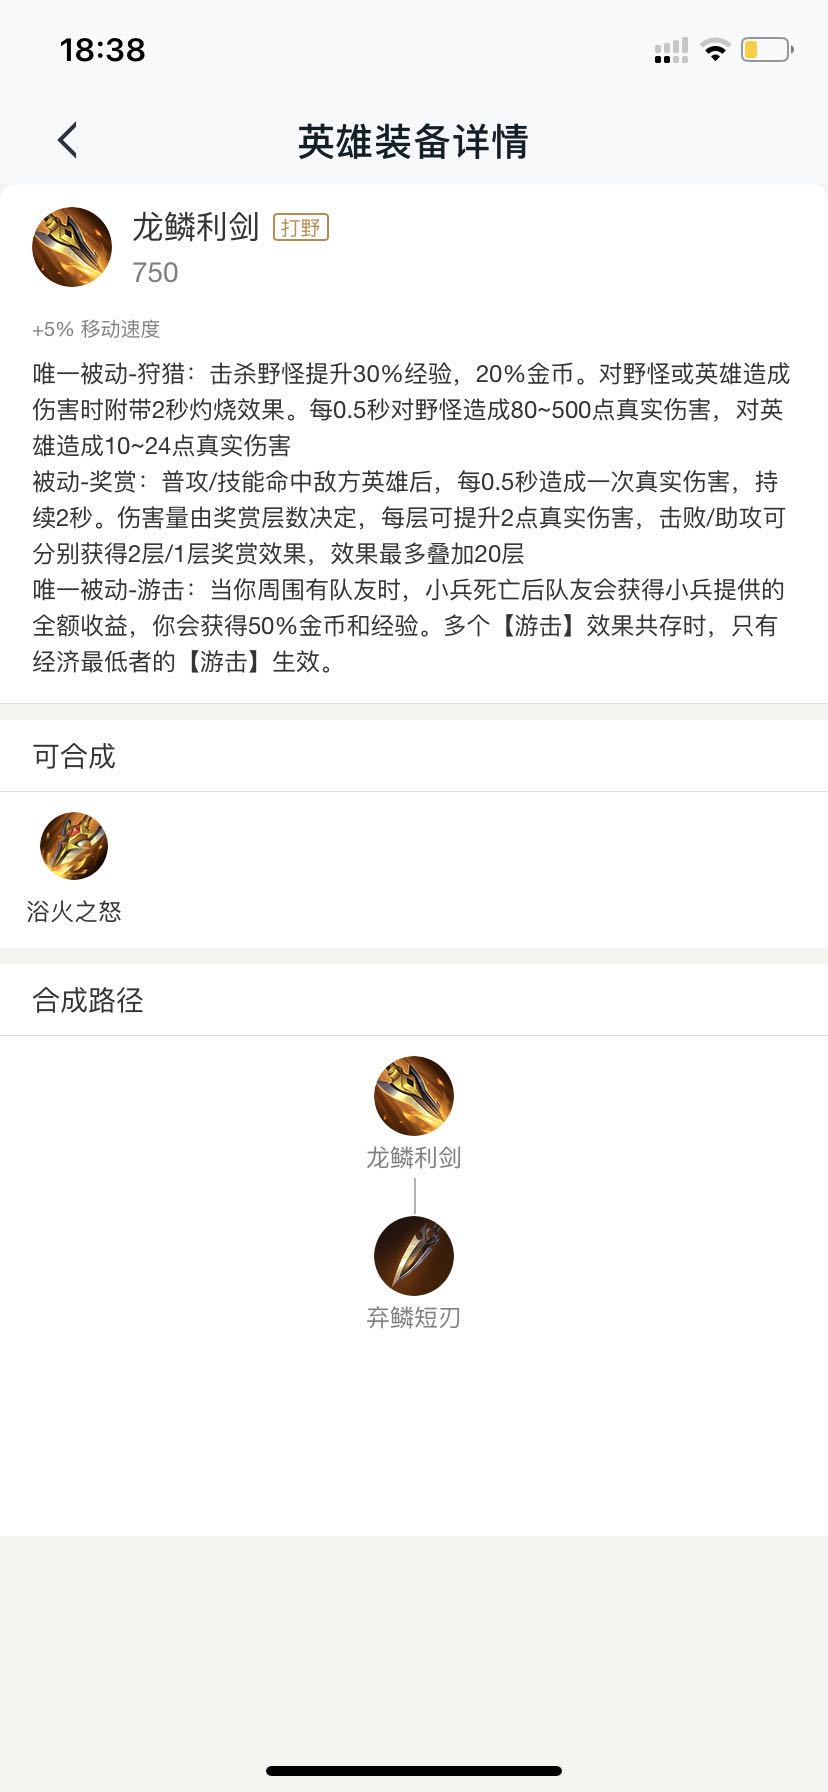 18:38
英雄装备详情
龙鳞利剑 打野
750
+5% 移动速度
唯一被动-狩猎：击杀野怪提升30%经验，20%金币。对野怪或英雄造成
伤害时附带2秒灼烧效果。每0.5秒对野怪造成80~500点真实伤害，对英
雄造成10~24点真实伤害
被动-奖赏：普攻/技能命中敌方英雄后，每0.5秒造成一次真实伤害，持
续2秒。伤害量由奖赏层数决定，每层可提升2点真实伤害，击败/助攻可
分别获得2层/1层奖赏效果，效果最多叠加20层
唯一被动-游击：当你周围有队友时，小兵死亡后队友会获得小兵提供的
全额收益，你会获得50%金币和经验。多个【游击】效果共存时，只有
经济最低者的【游击】生效。
可合成
浴火之怒
合成路径
龙鳞利剑
弃鳞短刃